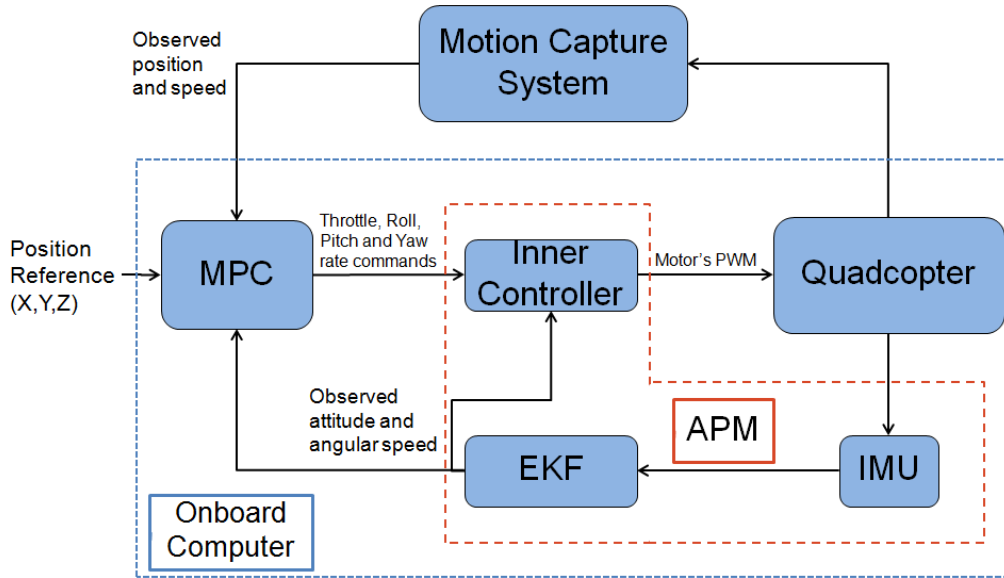 Observed
position
and speed
Motion Capture
System
Position
Reference
(X,Y,Z)
MPC
Throttle, Roll,
Pitch and Yaw
rate commands
Inner
Controller
Motor's PWM
Quadcopter
Observed
attitude and
angular speed
EKF
APM
IMU
Onboard
Computer